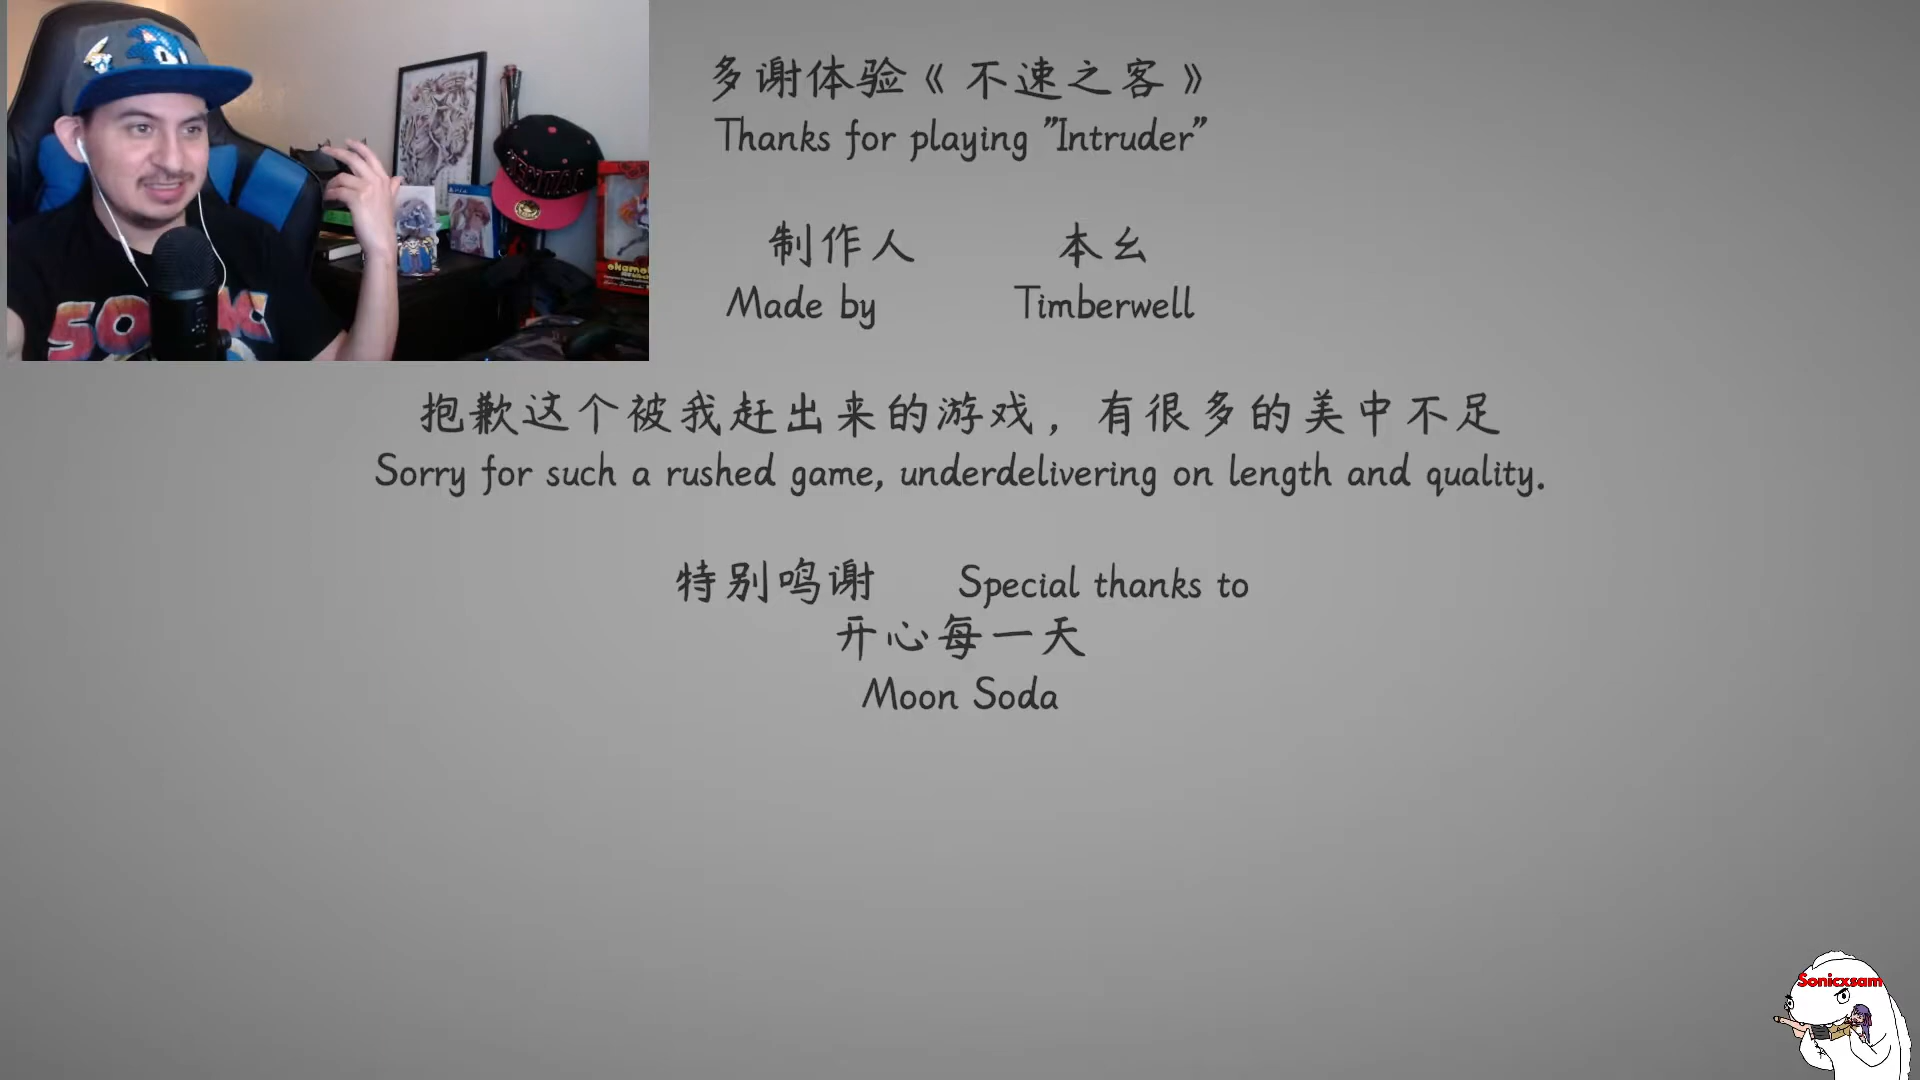 多谢体验《不速之客》
Thanks for playing "Intruder"
制作人 本幺
Made by Timberwell
抱歉这个被我赶出来的游戏，有很多的美中不足
Sorry for such a rushed game, underdelivering on length and quality.
特别鸣谢 Special thanks to
开心每一天
Moon Soda
Sonicxsam